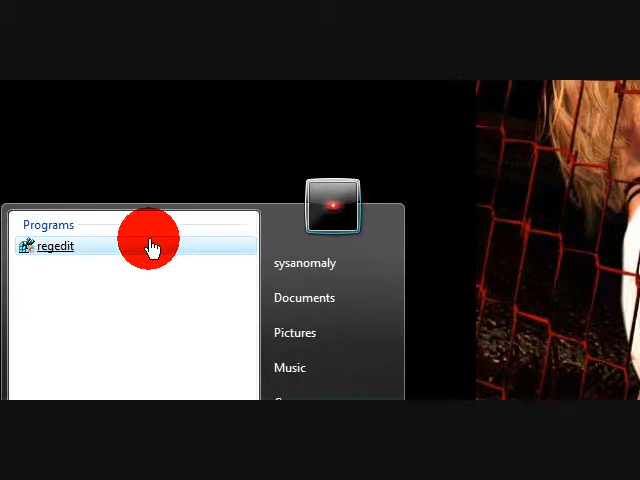 Programs
regedit
sysanomaly
Documents
Pictures
Music